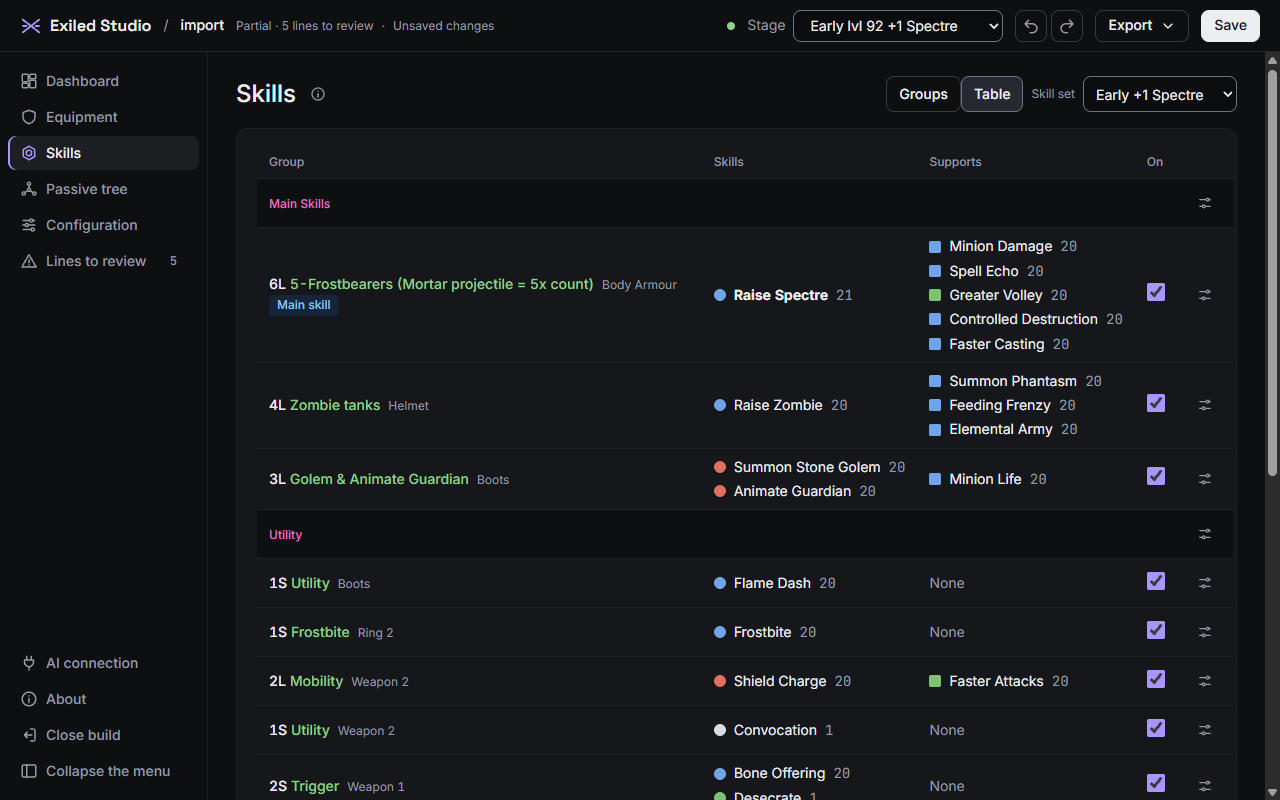 Exiled Studio / import Partial · 5 lines to review · Unsaved changes Stage Early lvl 92 +1 Spectre Export Save
Dashboard
Equipment
Skills
Passive tree
Configuration
Lines to review 5
AI connection
About
Close build
Collapse the menu
Skills Groups Table Skill set Early +1 Spectre
Group Skills Supports On
Main Skills
6L 5-Frostbearers (Mortar projectile = 5x count) Body Armour
Main skill
Raise Spectre 21
Minion Damage 20
Spell Echo 20
Greater Volley 20
Controlled Destruction 20
Faster Casting 20
4L Zombie tanks Helmet
Raise Zombie 20
Summon Phantasm 20
Feeding Frenzy 20
Elemental Army 20
3L Golem & Animate Guardian Boots
Summon Stone Golem 20
Animate Guardian 20
Minion Life 20
Utility
1S Utility Boots Flame Dash 20 None
1S Frostbite Ring 2 Frostbite 20 None
2L Mobility Weapon 2 Shield Charge 20 Faster Attacks 20
1S Utility Weapon 2 Convocation 1 None
2S Trigger Weapon 1
Bone Offering 20
Desecrate 1
None